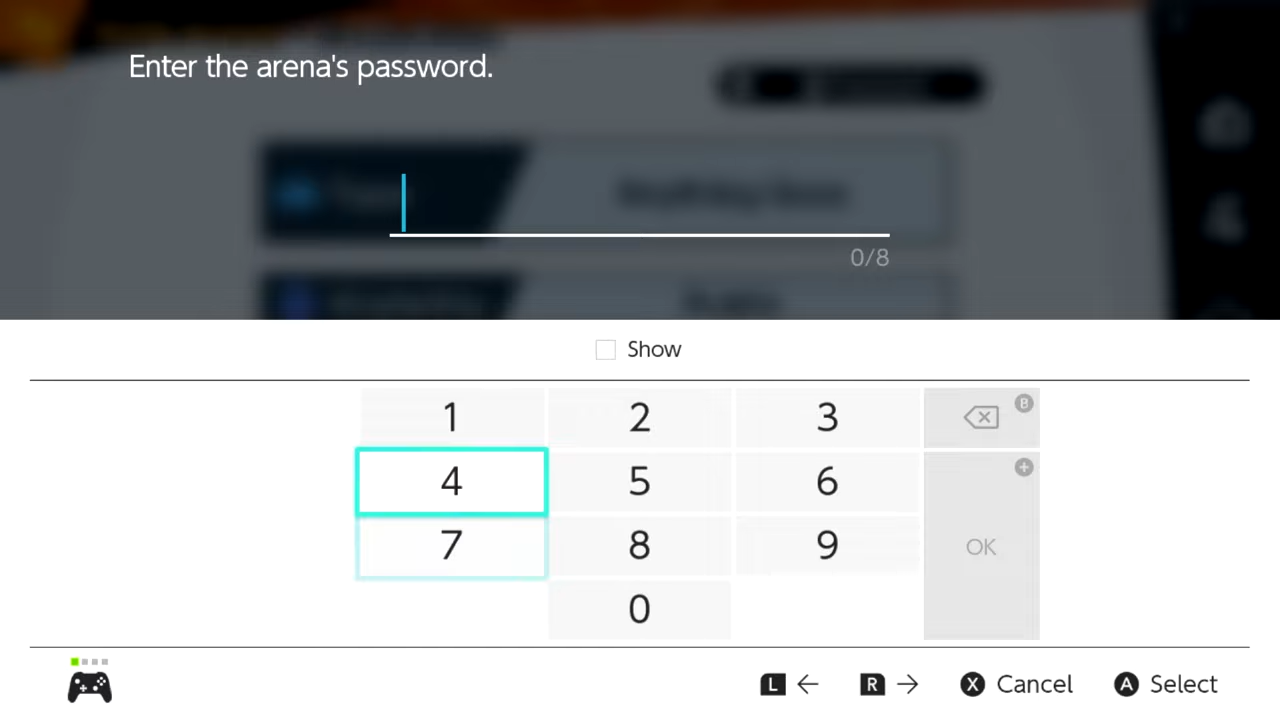 Enter the arena's password.
0/8
Show
1 2 3 B
4 5 6 +
7 8 9 OK
0
L ← R → X Cancel A Select